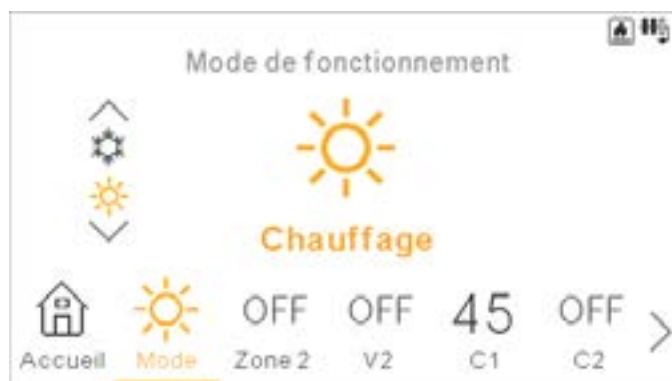 Mode de fonctionnement
Chauffage
OFF OFF 45 OFF
Accueil Mode Zone 2 V2 C1 C2